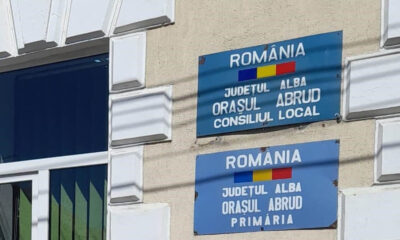 ROMÂNIA
JUDEȚUL ALBA
ORAȘUL ABRUD
CONSILIUL LOCAL
ROMÂNIA
JUDEȚUL ALBA
ORAȘUL ABRUD
PRIMĂRIA